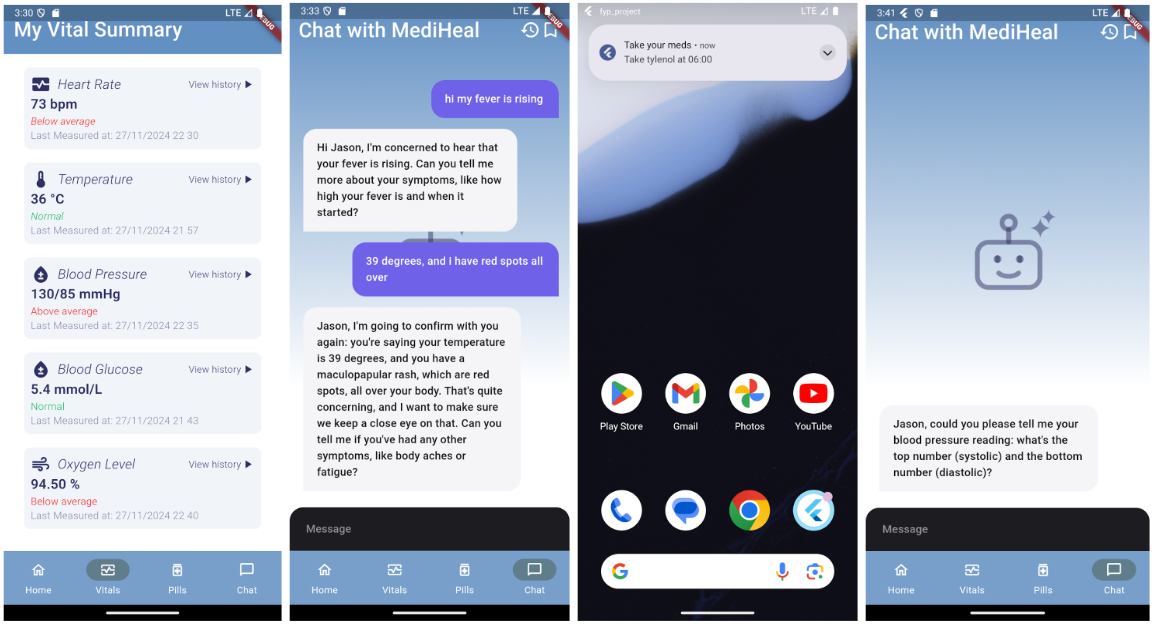 3:30
LTE
DEBUG
My Vital Summary
Heart Rate
View history
73 bpm
Below average
Last Measured at: 27/11/2024 22 30
Temperature
View history
36 °C
Normal
Last Measured at: 27/11/2024 21 57
Blood Pressure
View history
130/85 mmHg
Above average
Last Measured at: 27/11/2024 22 35
Blood Glucose
View history
5.4 mmol/L
Normal
Last Measured at: 27/11/2024 21 43
Oxygen Level
View history
94.50 %
Below average
Last Measured at: 27/11/2024 22 40
Home
Vitals
Pills
Chat
3:33
LTE
DEBUG
Chat with MediHeal
hi my fever is rising
Hi Jason, I'm concerned to hear that
your fever is rising. Can you tell me
more about your symptoms, like how
high your fever is and when it
started?
39 degrees, and i have red spots all
over
Jason, I'm going to confirm with you
again: you're saying your temperature
is 39 degrees, and you have a
maculopapular rash, which are red
spots, all over your body. That's quite
concerning, and I want to make sure
we keep a close eye on that. Can you
tell me if you've had any other
symptoms, like body aches or
fatigue?
Message
Home
Vitals
Pills
Chat
fyp_project
LTE
Take your meds • now
Take tylenol at 06:00
Play Store
Gmail
Photos
YouTube
3:41
LTE
DEBUG
Chat with MediHeal
Jason, could you please tell me your
blood pressure reading: what's the
top number (systolic) and the bottom
number (diastolic)?
Message
Home
Vitals
Pills
Chat